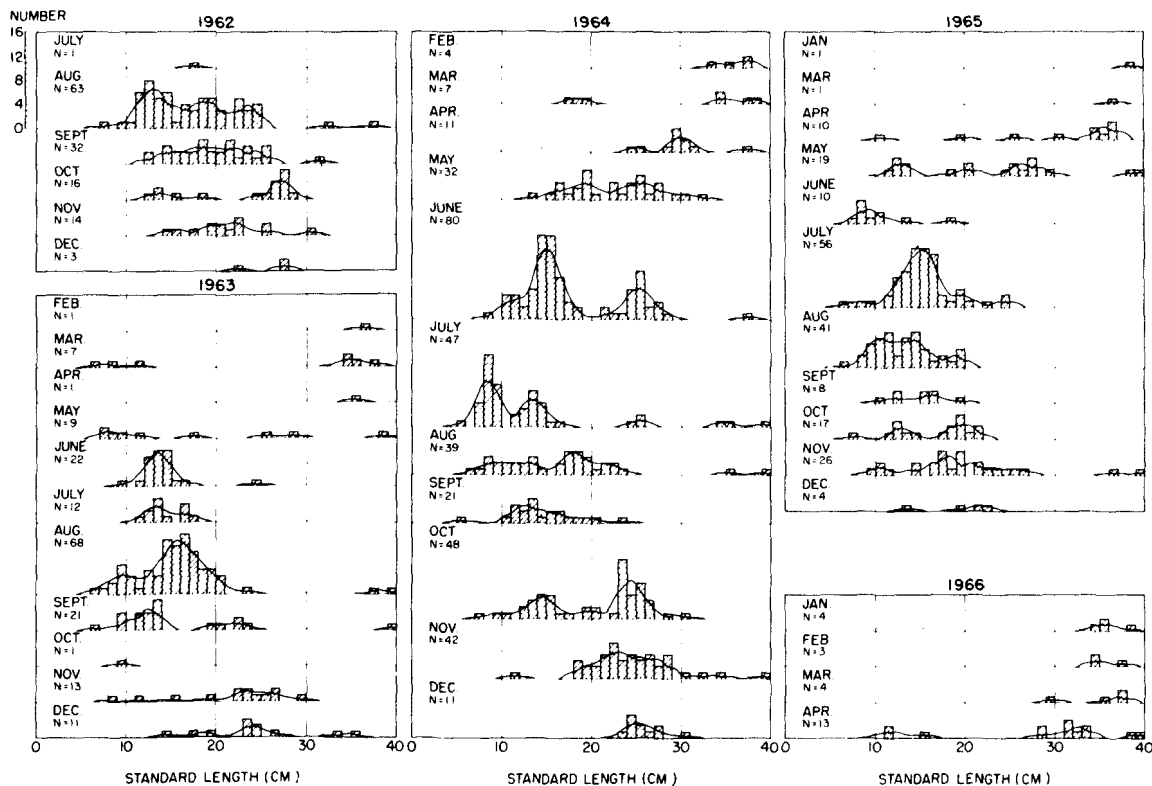 NUMBER
1962
16
12
8
4
0
JULY
N=1
AUG.
N=63
SEPT
N=32
OCT
N=16
NOV.
N=14
DEC.
N=3
1963
FEB.
N=1
MAR.
N=7
APR.
N=1
MAY
N=9
JUNE
N=22
JULY
N=12
AUG.
N=68
SEPT.
N=21
OCT.
N=1
NOV.
N=13
DEC.
N=11
0 10 20 30 40
STANDARD LENGTH (CM)
1964
FEB
N=4
MAR.
N=7
APR.
N=11
MAY
N=32
JUNE
N=80
JULY
N=47
AUG
N=39
SEPT.
N=21
OCT
N=48
NOV.
N=42
DEC.
N=11
20 30 40
STANDARD LENGTH (CM)
1965
JAN
N=1
MAR.
N=1
APR
N=10
MAY
N=19
JUNE
N=10
JULY
N=56
AUG
N=41
SEPT
N=8
OCT
N=17
NOV.
N=26
DEC.
N=4
1966
JAN.
N=4
FEB
N=3
MAR.
N=4
APR.
N=13
0 10 20 30 40
STANDARD LENGTH (CM)